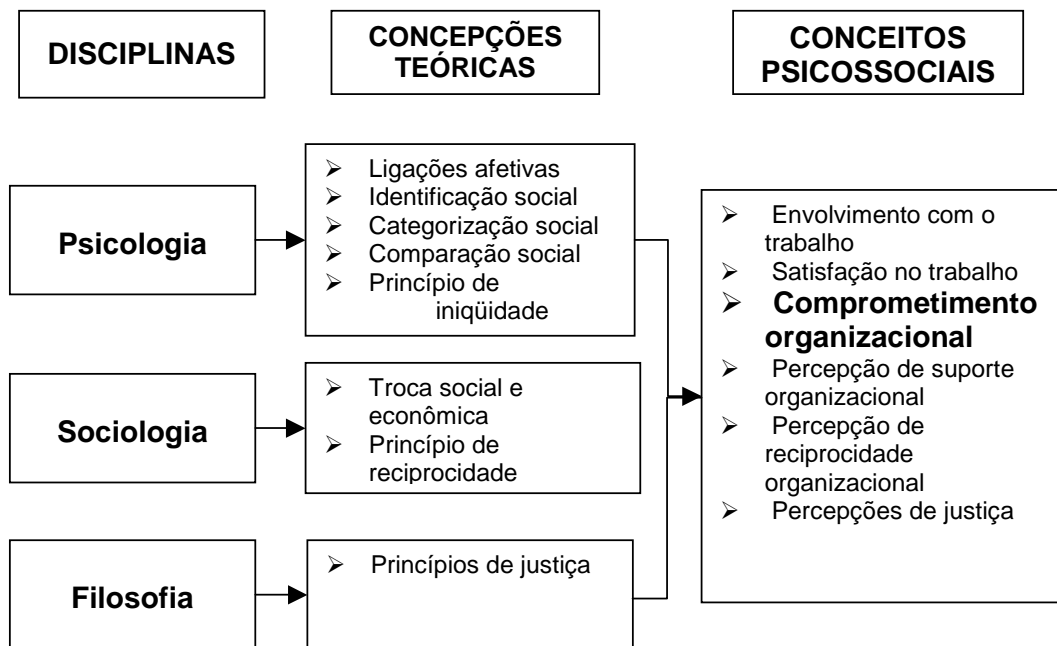 DISCIPLINAS
CONCEPÇÕES
TEÓRICAS
CONCEITOS
PSICOSSOCIAIS
Psicologia
➢ Ligações afetivas
➢ Identificação social
➢ Categorização social
➢ Comparação social
➢ Princípio de
iniqüidade
Sociologia
➢ Troca social e
econômica
➢ Princípio de
reciprocidade
Filosofia
➢ Princípios de justiça
➢ Envolvimento com o
trabalho
➢ Satisfação no trabalho
➢ Comprometimento
organizacional
➢ Percepção de suporte
organizacional
➢ Percepção de
reciprocidade
organizacional
➢ Percepções de justiça